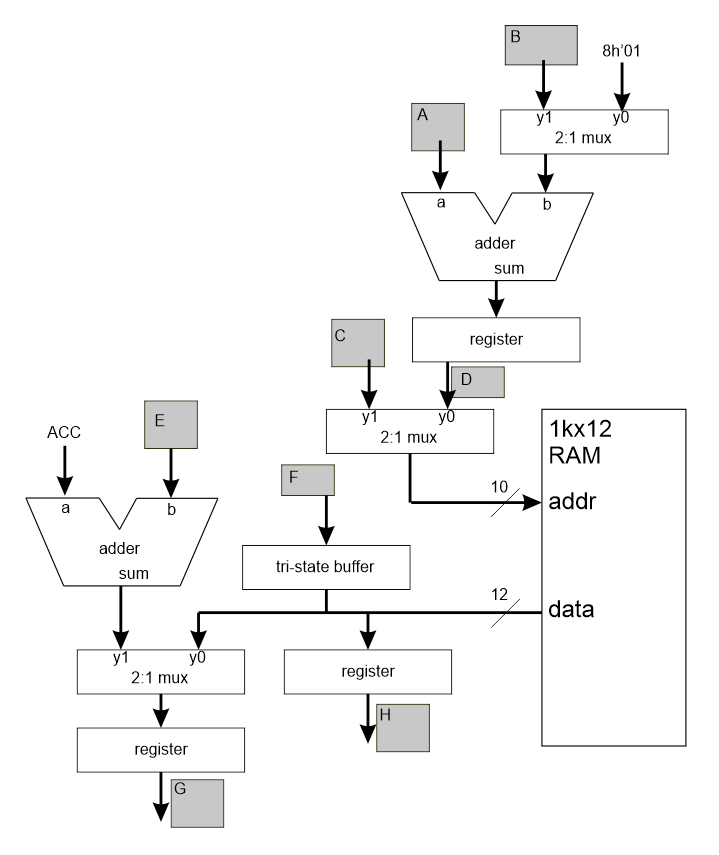 B
8h'01
y1 y0
2:1 mux
A
a b
adder
sum
register
C
D
y1 y0
2:1 mux
1kx12
RAM
10
addr
ACC
E
a b
adder
sum
F
tri-state buffer
12
data
y1 y0
2:1 mux
register
H
register
G